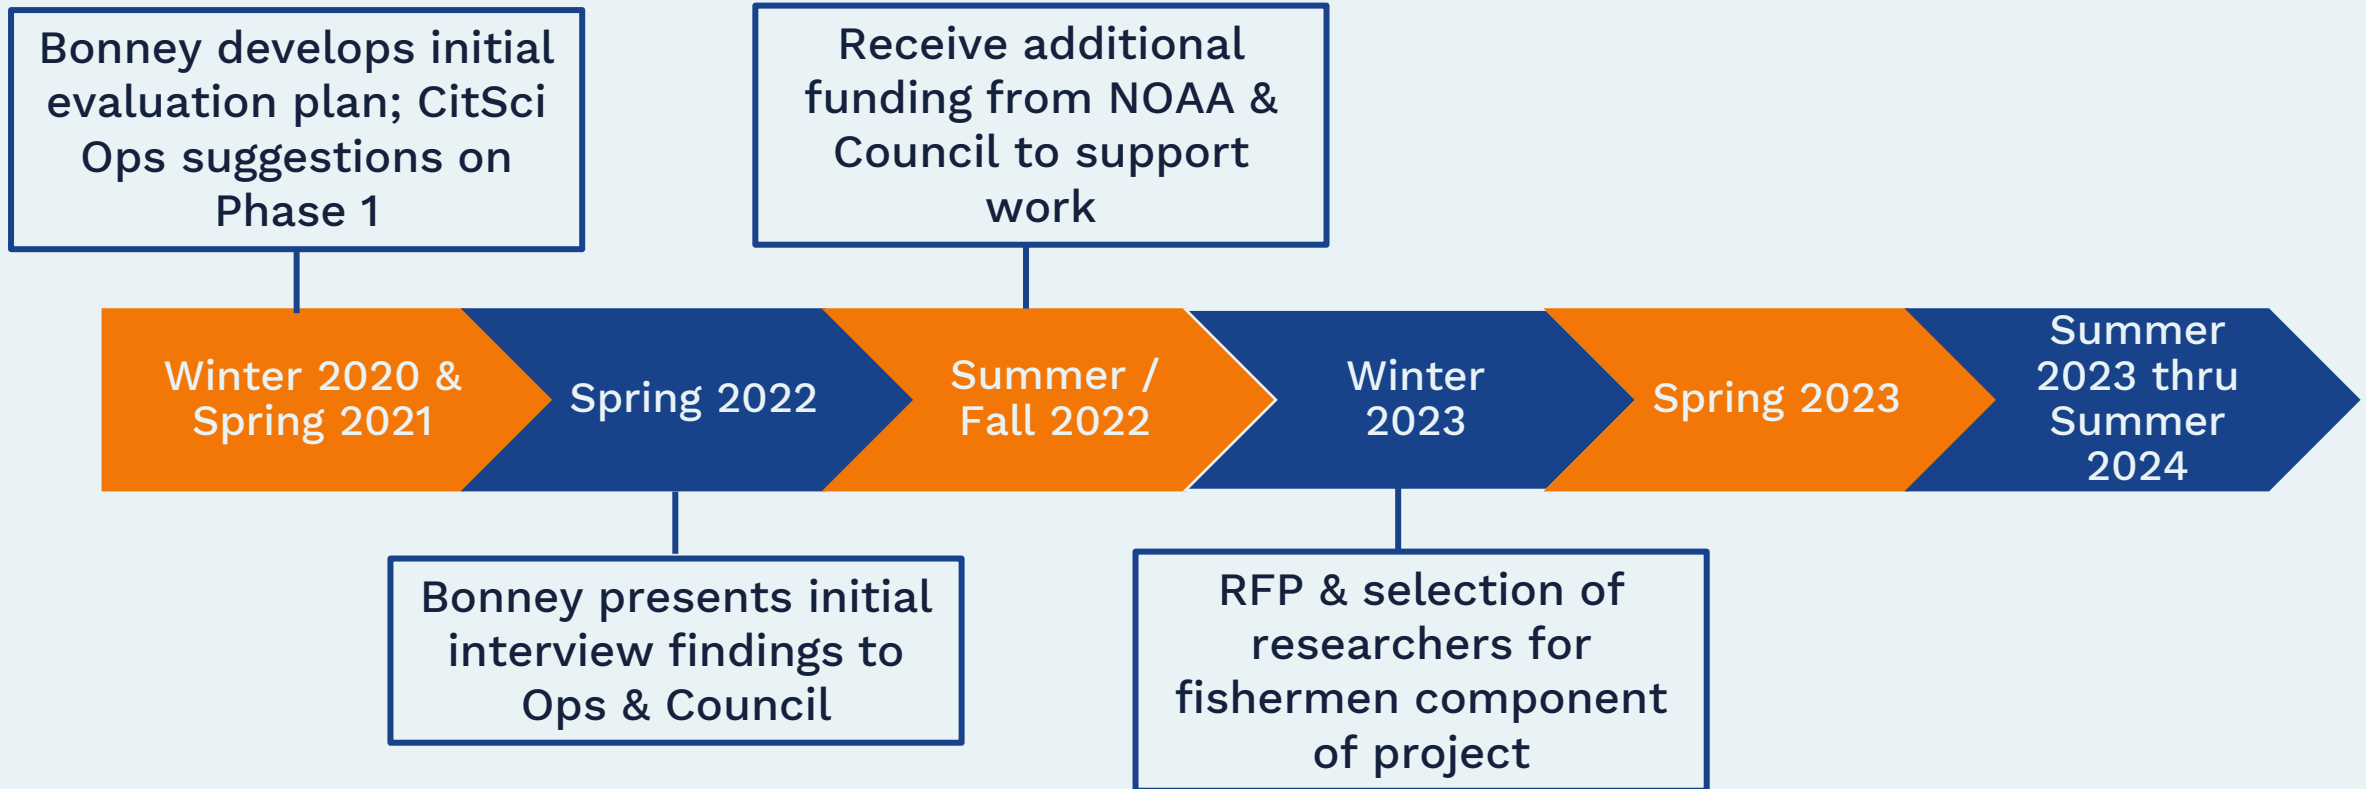 Bonney develops initial
evaluation plan; CitSci
Ops suggestions on
Phase 1
Receive additional
funding from NOAA &
Council to support
work
Winter 2020 &
Spring 2021
Spring 2022
Summer /
Fall 2022
Winter
2023
Spring 2023
Summer
2023 thru
Summer
2024
Bonney presents initial
interview findings to
Ops & Council
RFP & selection of
researchers for
fishermen component
of project